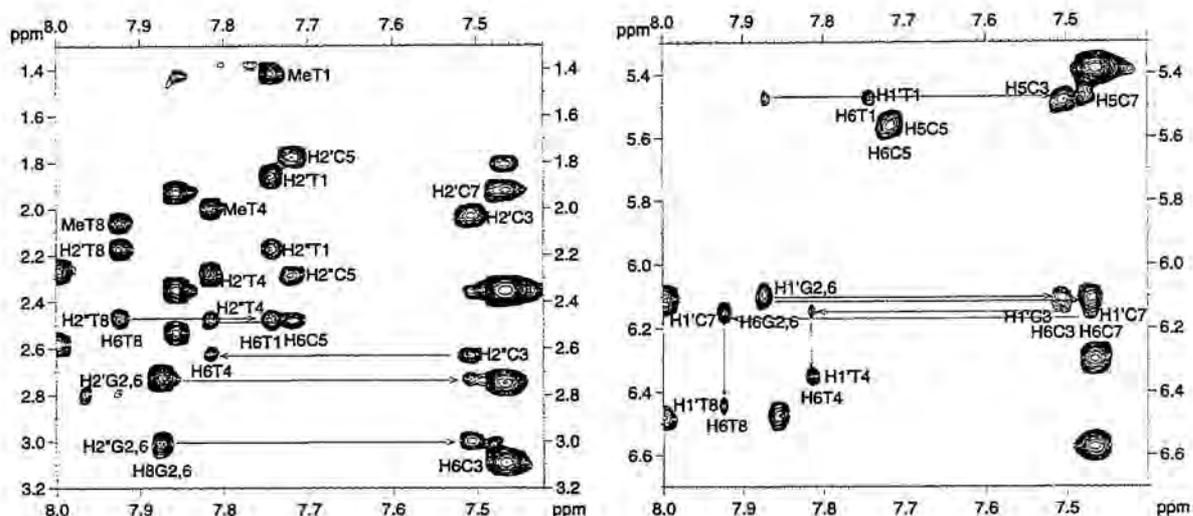 8.0 7.9 7.8 7.7 7.6 7.5
ppm ppm
1.4 1.4
MeT1
1.6 1.6
H2'C5
1.8 1.8
H2'T1
H2'C7
2.0 2.0
MeT4
MeT8
H2'C3
H2'T8
H2"T1
2.2 2.2
H2'T4
H2"C5
2.4 2.4
H2"T4
H2"T8
H6T8
H6T1
H6C5
2.6 2.6
H6T4
H2"C3
H2'G2,6
2.8 2.8
3.0 3.0
H2"G2,6
H8G2,6
H6C3
3.2 3.2
8.0 7.9 7.8 7.7 7.6 7.5 ppm
8.0 7.9 7.8 7.7 7.6 7.5
ppm ppm
5.4 5.4
H5C3
H1'T1
H5C7
H6T1
5.6 H5C5 5.6
H6C5
5.8 5.8
6.0 6.0
H1'G2,6
H1'C7
H6G2,6
H1'C3
H1'C7
6.2 6.2
H6C3
H6C7
H1'T4
6.4 6.4
H1'T8
H6T4
H6T8
6.6 6.6
8.0 7.9 7.8 7.7 7.6 7.5 ppm